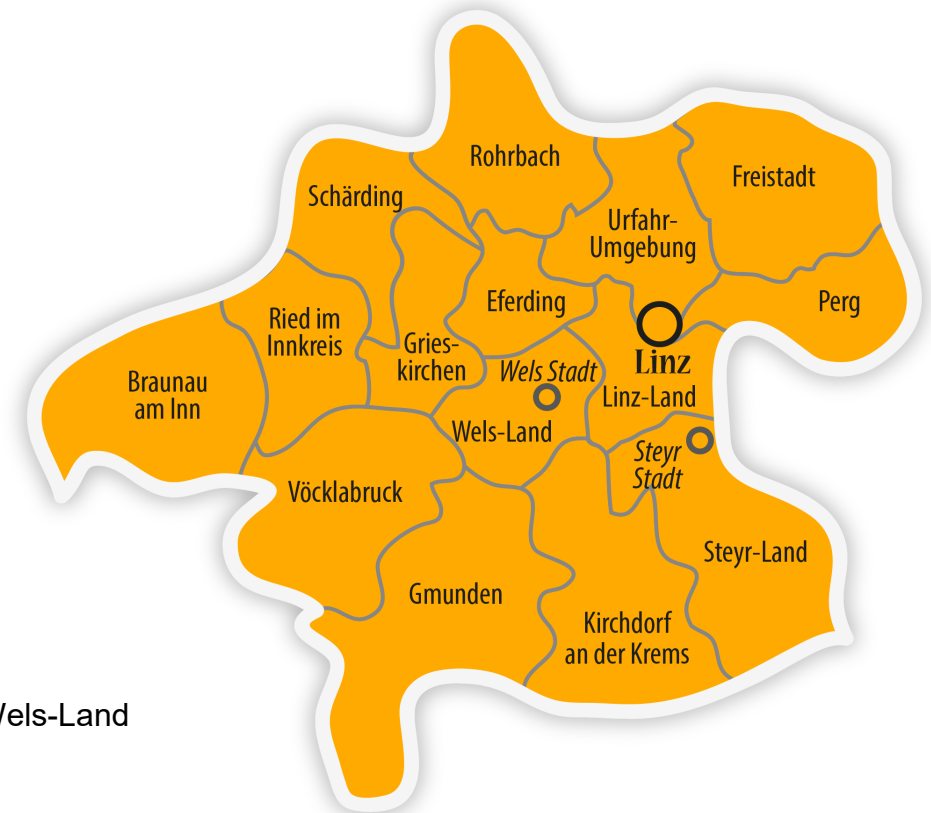 Rohrbach
Freistadt
Schärding
Urfahr-
Umgebung
Eferding
Perg
Ried im
Innkreis
Gries-
kirchen
Linz
Wels Stadt
Braunau
am Inn
Linz-Land
Wels-Land
Steyr
Stadt
Vöcklabruck
Steyr-Land
Gmunden
Kirchdorf
an der Krems
Wels-Land